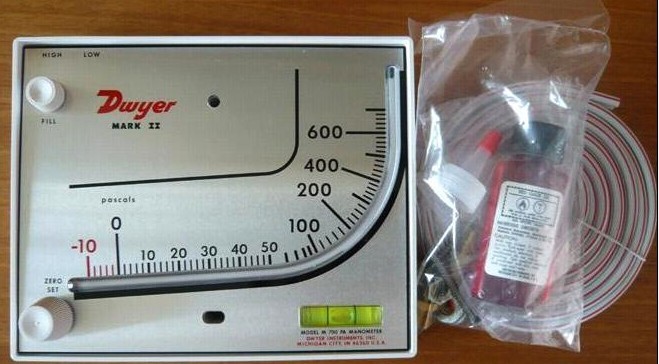 HIGH LOW
FILL
Dwyer
MARK II
pascals
600
400
200
100
-10 0 10 20 30 40 50
ZERO
SET
MODEL M 700 PA MANOMETER
DWYER INSTRUMENTS, INC.
MICHIGAN CITY, IN 46360 U.S.A.